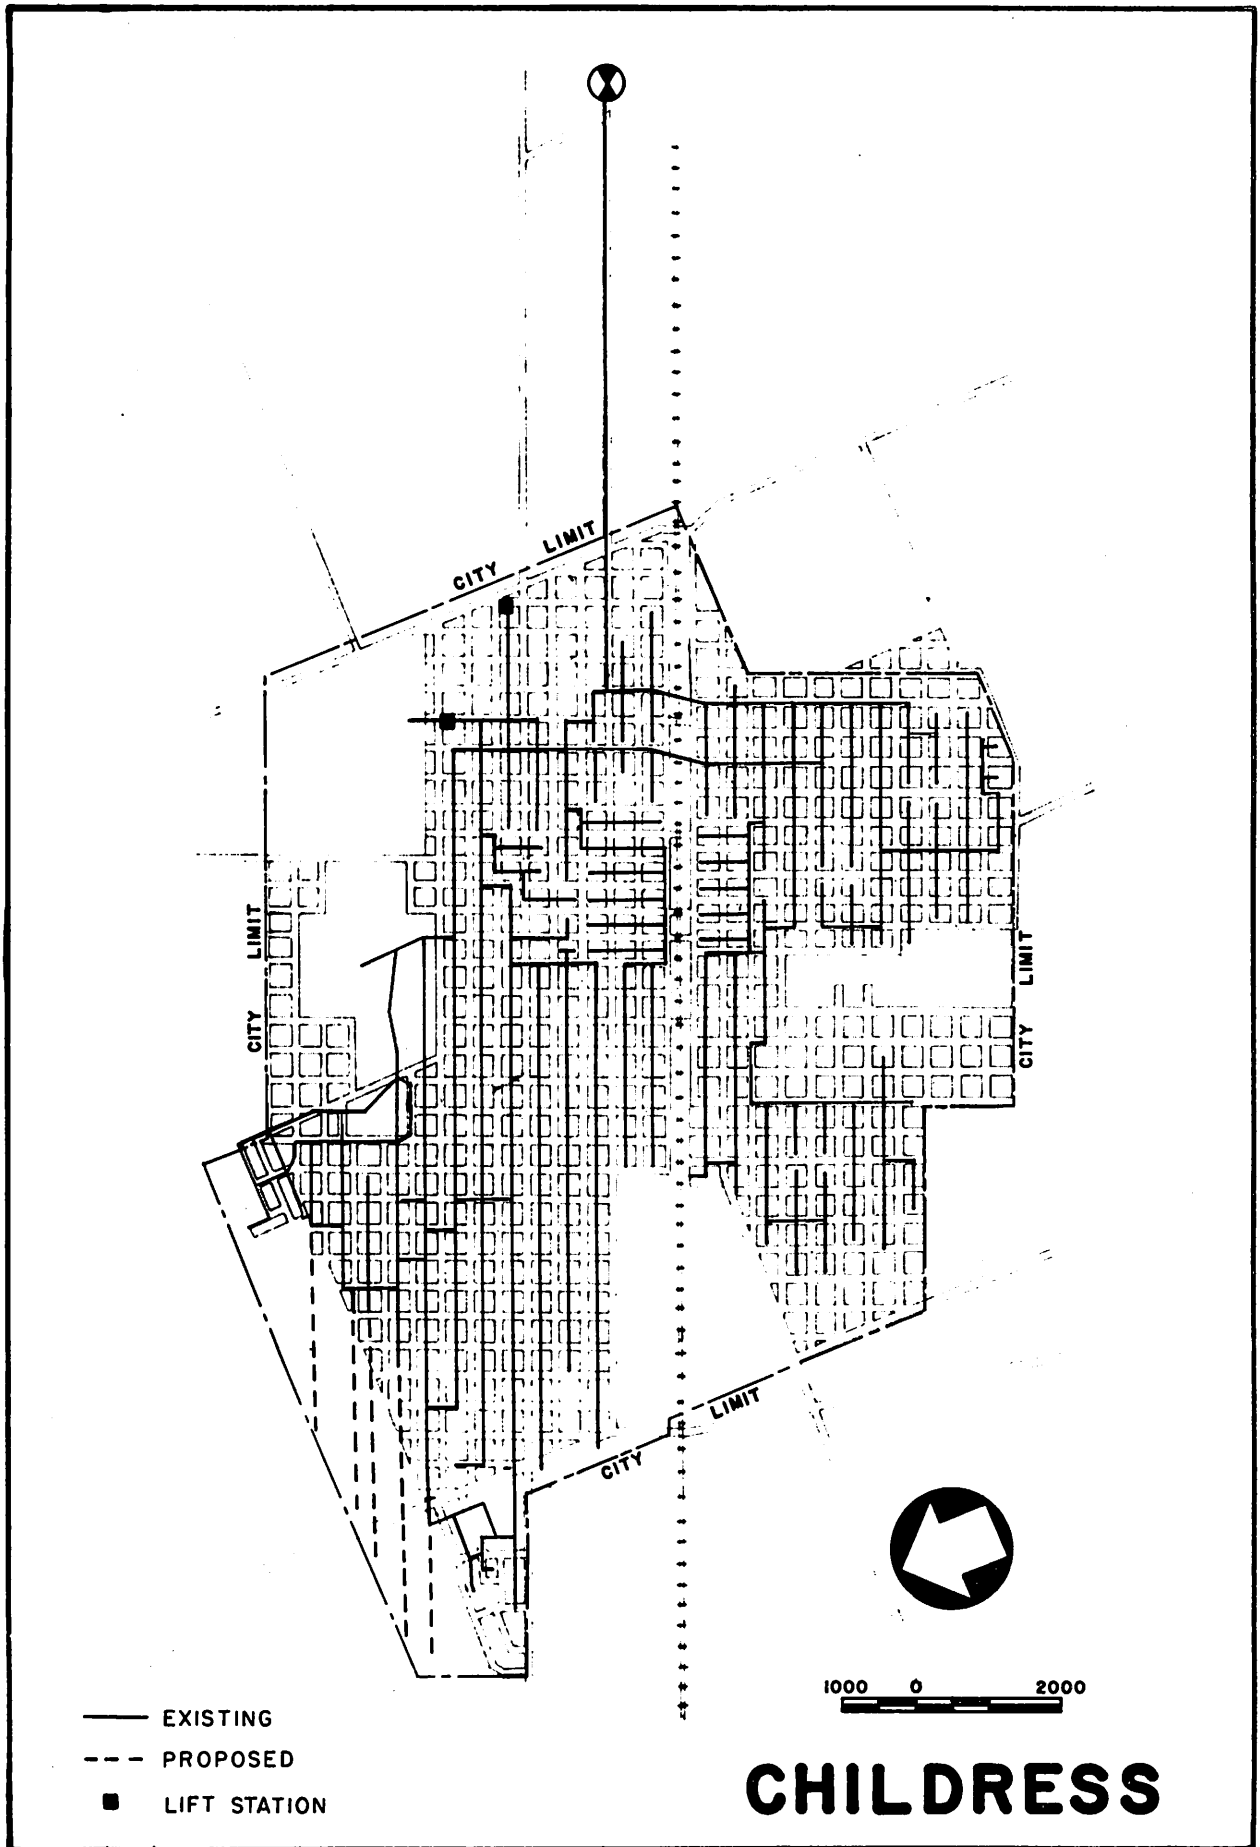 CITY LIMIT
CITY LIMIT
CITY LIMIT
CITY LIMIT
1000 0 2000
EXISTING
PROPOSED
LIFT STATION
CHILDRESS